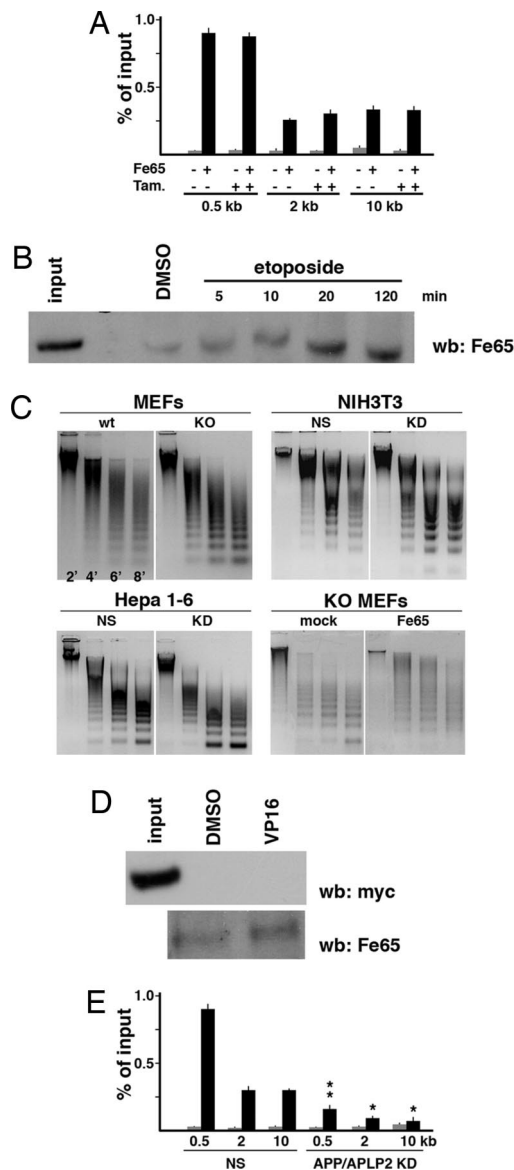 A
% of input
1.0
0.5
Fe65 - + - + - + - + - + - +
Tam. - - + + - - + + - - + +
0.5 kb 2 kb 10 kb
B
input
DMSO
etoposide
5 10 20 120 min
wb: Fe65
C
MEFs
wt KO
2' 4' 6' 8'
NIH3T3
NS KD
Hepa 1-6
NS KD
KO MEFs
mock Fe65
D
input
DMSO
VP16
wb: myc
wb: Fe65
E
% of input
1.0
0.5
* * * *
0.5 2 10 0.5 2 10 kb
NS APP/APLP2 KD